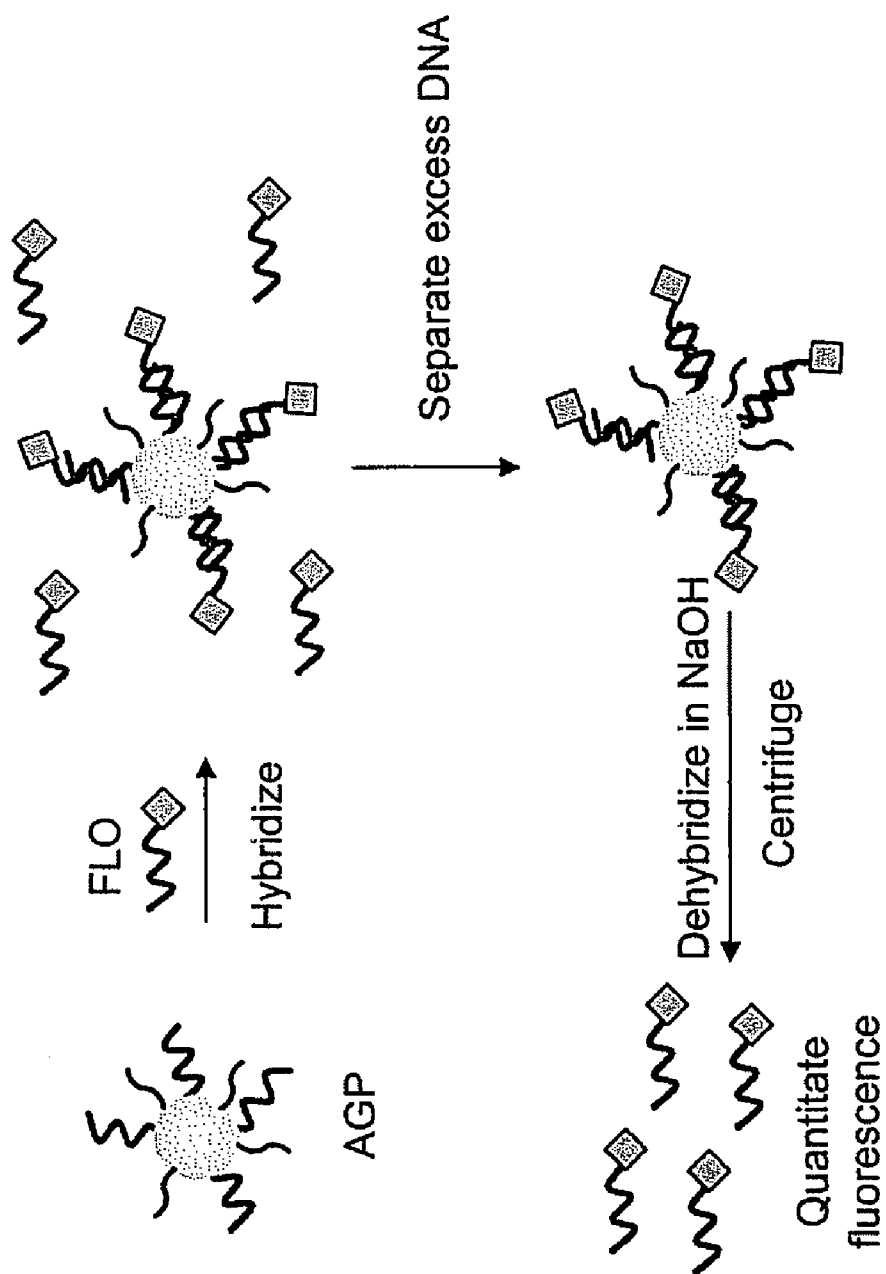 FLO
Hybridize
AGP
Separate excess DNA
Dehybridize in NaOH
Centrifuge
Quantitate
fluorescence